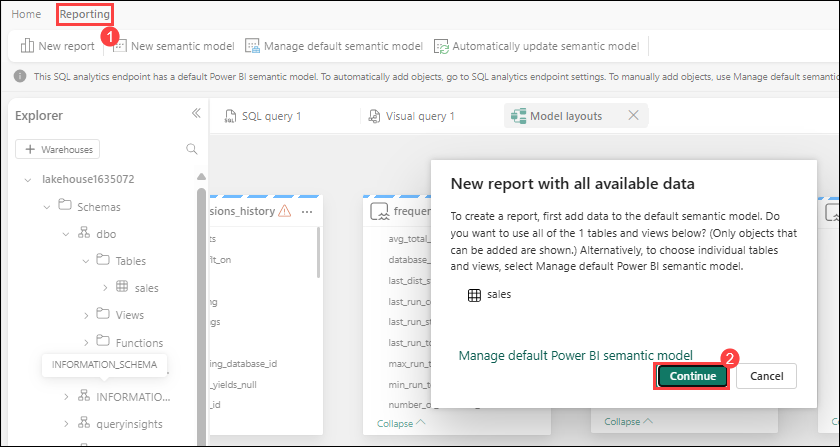 Home Reporting
1
New report New semantic model Manage default semantic model Automatically update semantic model
This SQL analytics endpoint has a default Power BI semantic model. To automatically add objects, go to SQL analytics endpoint settings. To manually add objects, use Manage default semantic
Explorer
+ Warehouses
lakehouse1635072
Schemas
dbo
Tables
sales
Views
Functions
INFORMATION_SCHEMA
INFORMATIO...
queryinsights
SQL query 1 Visual query 1 Model layouts
sions_history ...
ts
fit_on
ng
ngs
ing_database_id
_yields_null
_id
frequen
avg_total_
database_
last_dist_s
last_run_co
last_run_st
last_run_to
max_run_t
min_run_t
number_o
Collapse
Collapse
New report with all available data
To create a report, first add data to the default semantic model. Do
you want to use all of the 1 tables and views below? (Only objects that
can be added are shown.) Alternatively, to choose individual tables
and views, select Manage default Power BI semantic model.
sales
Manage default Power BI semantic model
2
Continue Cancel